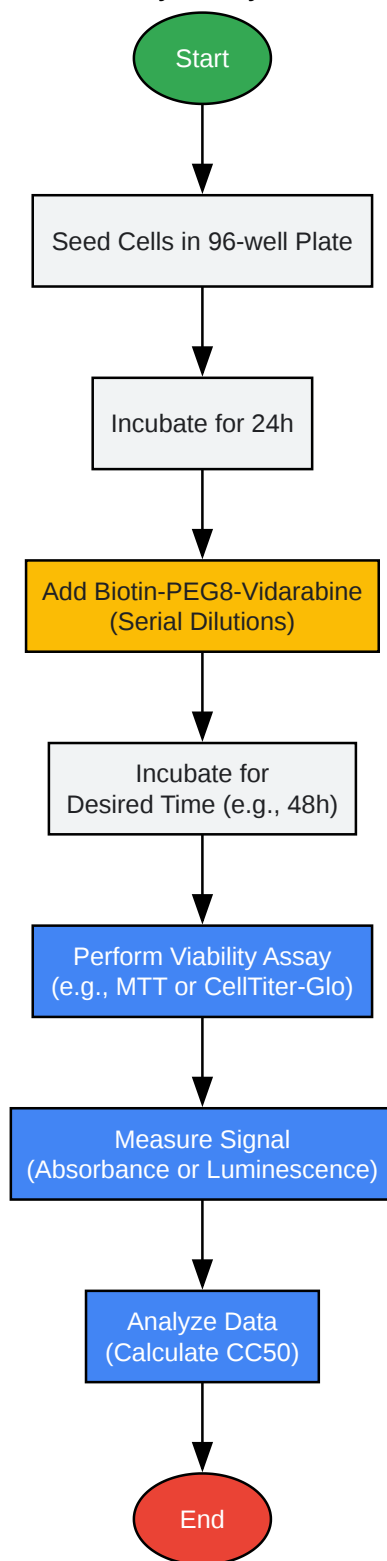 Start
Seed Cells in 96-well Plate
Incubate for 24h
Add Biotin-PEG8-Vidarabine
(Serial Dilutions)
Incubate for
Desired Time (e.g., 48h)
Perform Viability Assay
(e.g., MTT or CellTiter-Glo)
Measure Signal
(Absorbance or Luminescence)
Analyze Data
(Calculate CC50)
End